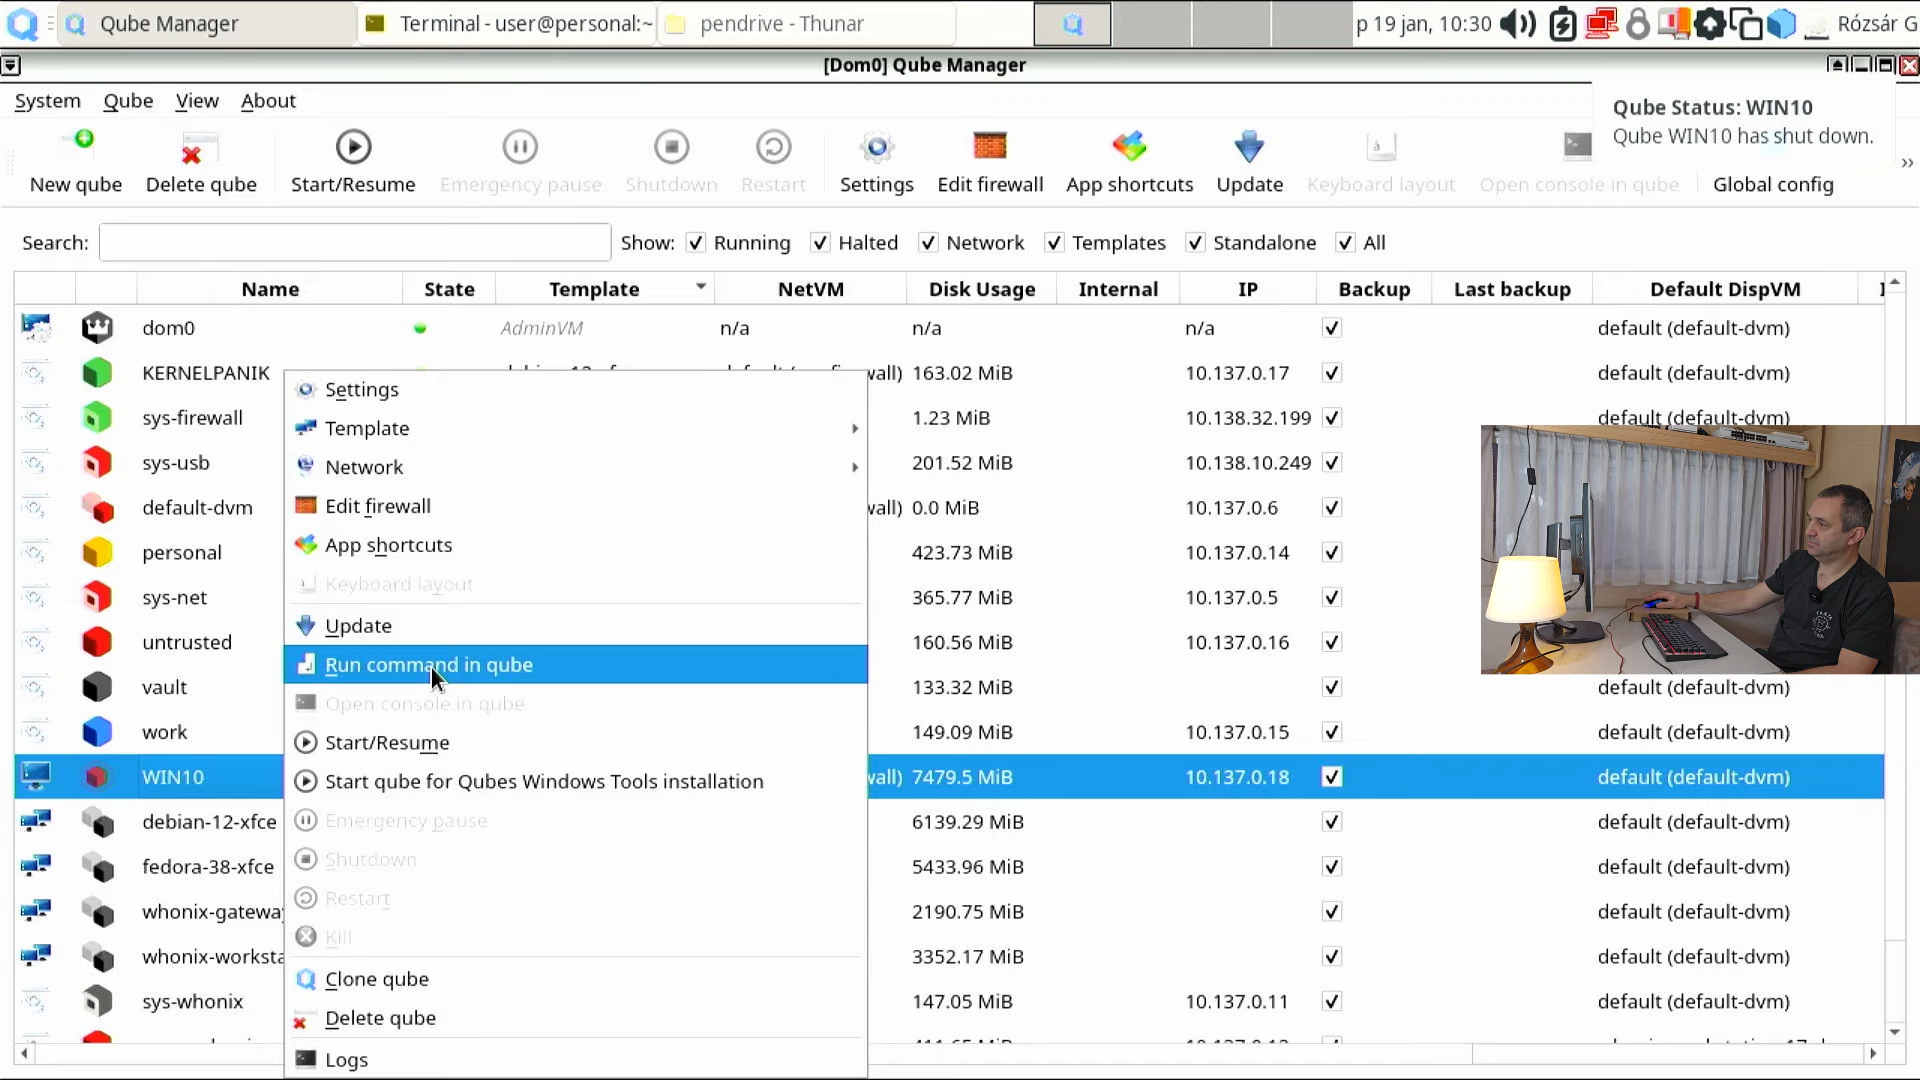 Qube Manager
Terminal - user@personal:~
pendrive - Thunar
p 19 jan, 10:30
Rózsár G
[Dom0] Qube Manager
System Qube View About
Qube Status: WIN10
Qube WIN10 has shut down.
New qube Delete qube Start/Resume Emergency pause Shutdown Restart Settings Edit firewall App shortcuts Update Keyboard layout Open console in qube Global config »
Search: Show: Running Halted Network Templates Standalone All
Name State Template NetVM Disk Usage Internal IP Backup Last backup Default DispVM
dom0 AdminVM n/a n/a n/a default (default-dvm)
KERNELPANIK 163.02 MiB 10.137.0.17 default (default-dvm)
sys-firewall 1.23 MiB 10.138.32.199 default (default-dvm)
sys-usb 201.52 MiB 10.138.10.249
default-dvm wall) 0.0 MiB 10.137.0.6
personal 423.73 MiB 10.137.0.14
sys-net 365.77 MiB 10.137.0.5
untrusted 160.56 MiB 10.137.0.16
vault 133.32 MiB default (default-dvm)
work 149.09 MiB 10.137.0.15 default (default-dvm)
WIN10 wall) 7479.5 MiB 10.137.0.18 default (default-dvm)
debian-12-xfce 6139.29 MiB default (default-dvm)
fedora-38-xfce 5433.96 MiB default (default-dvm)
whonix-gateway 2190.75 MiB default (default-dvm)
whonix-worksta 3352.17 MiB default (default-dvm)
sys-whonix 147.05 MiB 10.137.0.11 default (default-dvm)
Settings
Template
Network
Edit firewall
App shortcuts
Keyboard layout
Update
Run command in qube
Open console in qube
Start/Resume
Start qube for Qubes Windows Tools installation
Emergency pause
Shutdown
Restart
Kill
Clone qube
Delete qube
Logs